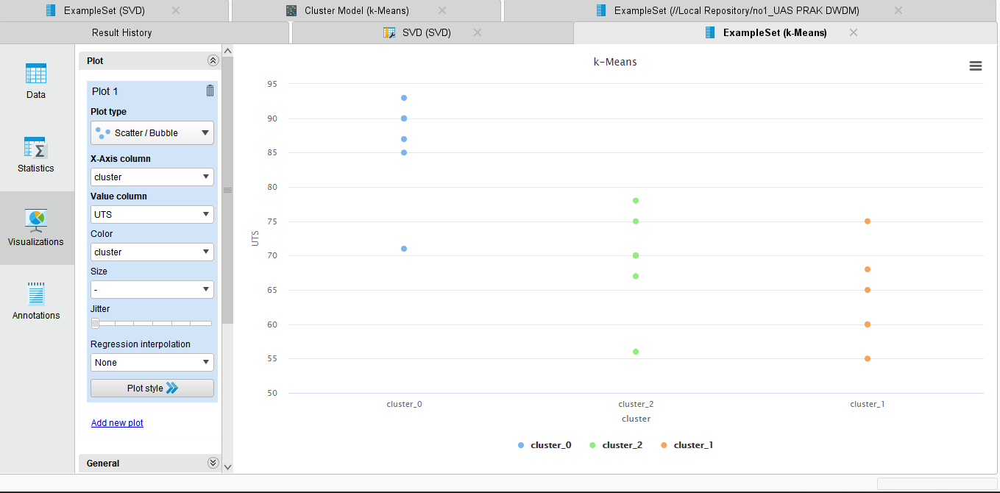 ExampleSet (SVD)
Cluster Model (k-Means)
ExampleSet (//Local Repository/no1_UAS PRAK DWDM)
Result History
SVD (SVD)
ExampleSet (k-Means)
Data
Statistics
Visualizations
Annotations
Plot
Plot 1
Plot type
Scatter / Bubble
X-Axis column
cluster
Value column
UTS
Color
cluster
Size
-
Jitter
Regression interpolation
None
Plot style
Add new plot
General
k-Means
95
90
85
80
75
70
65
60
55
50
UTS
cluster_0
cluster_2
cluster_1
cluster
cluster_0
cluster_2
cluster_1